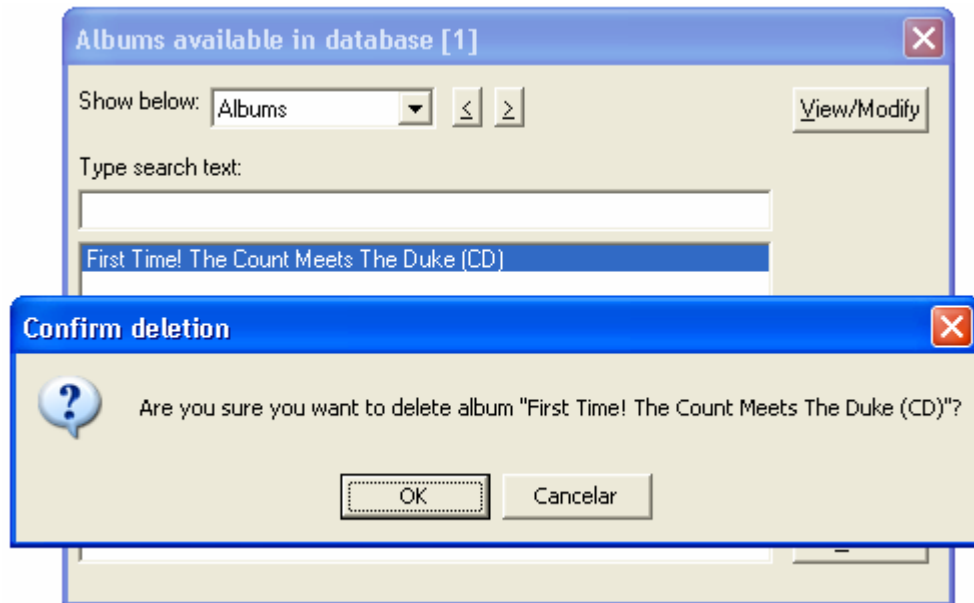 Albums available in database [1]
Show below: Albums < > View/Modify
Type search text:
First Time! The Count Meets The Duke (CD)
Confirm deletion
Are you sure you want to delete album "First Time! The Count Meets The Duke (CD)"?
OK Cancelar